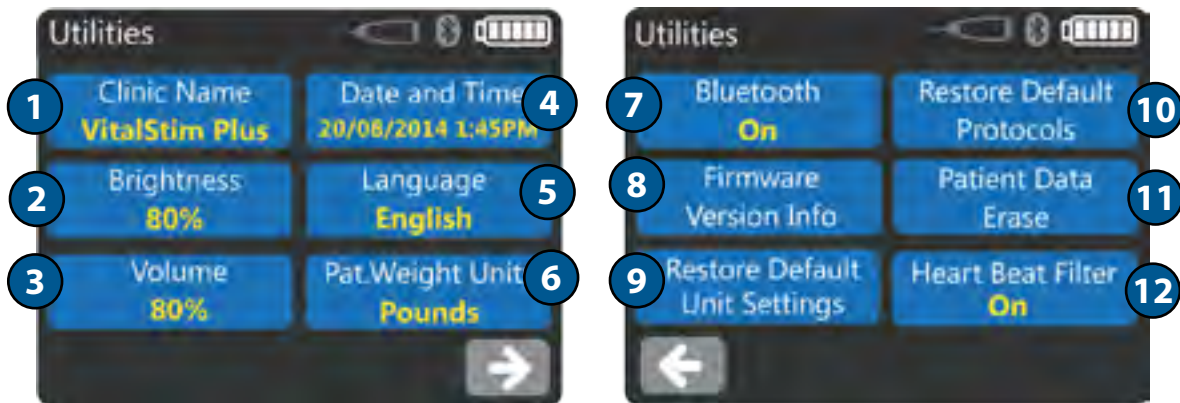 Utilities
1
Clinic Name
VitalStim Plus
2
Brightness
80%
3
Volume
80%
Date and Time
20/08/2014 1:45PM
4
Language
English
5
Pat.Weight Unit
Pounds
6
Utilities
7
Bluetooth
On
8
Firmware
Version Info
9
Restore Default
Unit Settings
Restore Default
Protocols
10
Patient Data
Erase
11
Heart Beat Filter
On
12